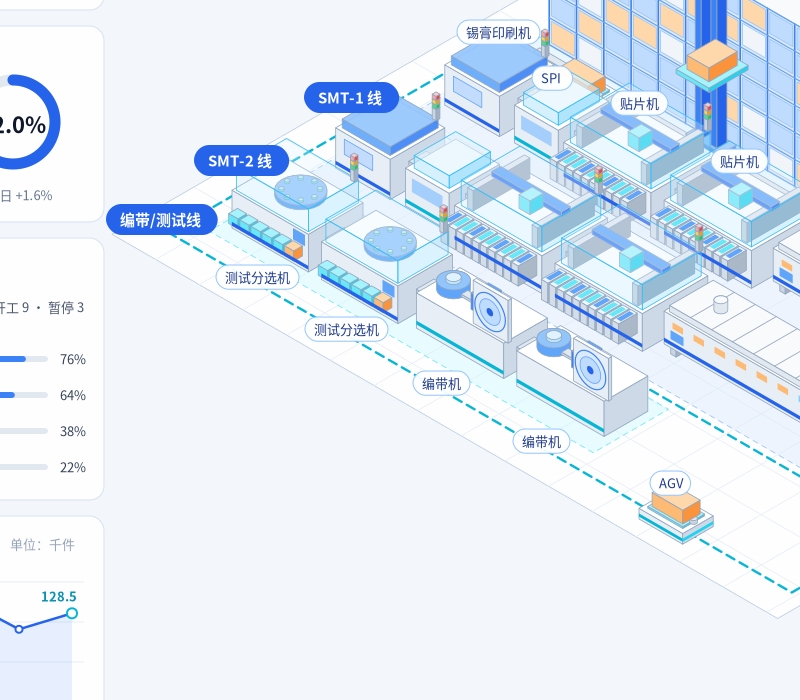 锡膏印刷机
SPI
SMT-1 线
贴片机
2.0%
SMT-2 线
贴片机
日 +1.6%
编带/测试线
测试分选机
开工 9 · 暂停 3
测试分选机
76%
编带机
64%
38%
编带机
22%
AGV
单位：千件
128.5